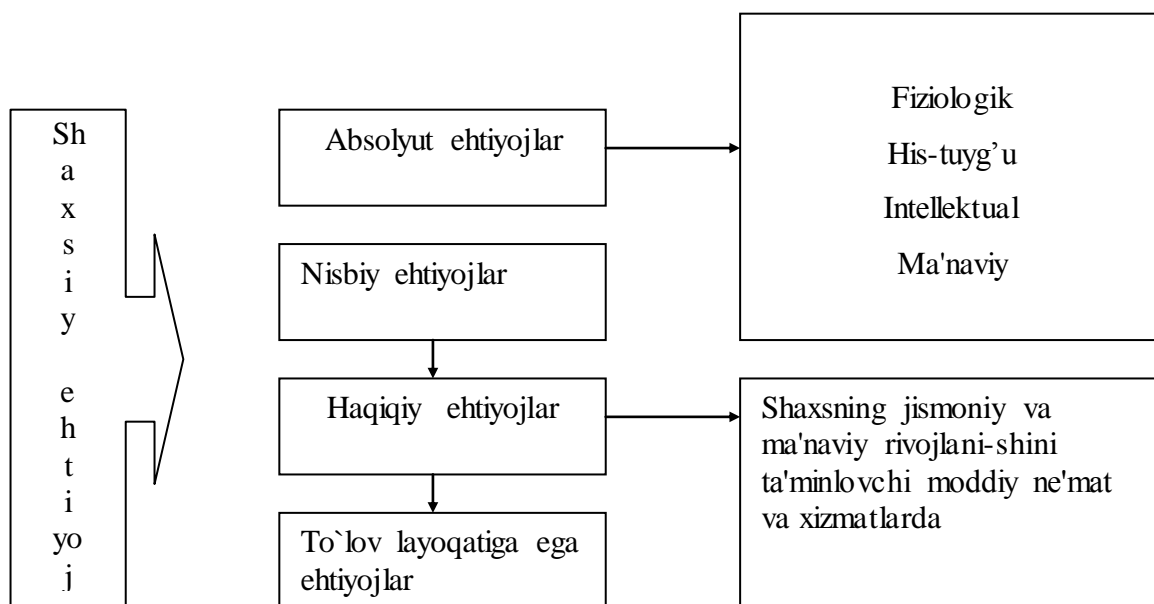 Shaxsiy ehtiyoj
Absolyut ehtiyojlar
Fiziologik
His-tuyg’u
Intellektual
Ma'naviy
Nisbiy ehtiyojlar
Haqiqiy ehtiyojlar
Shaxsning jismoniy va
ma'naviy rivojlani-shini
ta'minlovchi moddiy ne'mat
va xizmatlarda
To`lov layoqatiga ega
ehtiyojlar